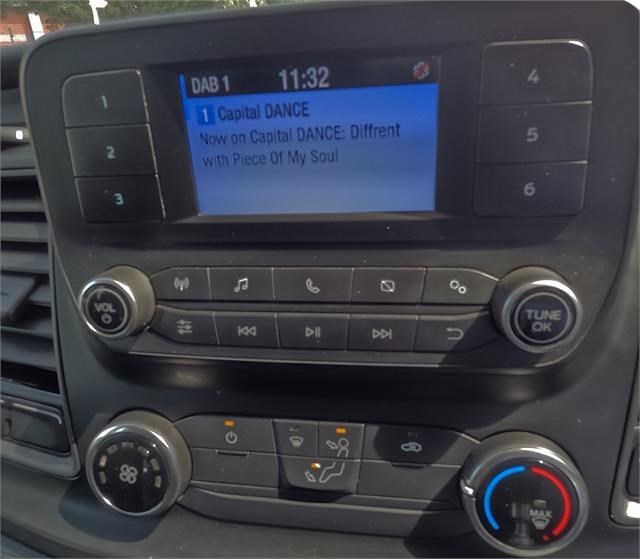 DAB 1 11:32
1 Capital DANCE
Now on Capital DANCE: Diffrent
with Piece Of My Soul
1
2
3
4
5
6
VOL
TUNE
OK
MAX